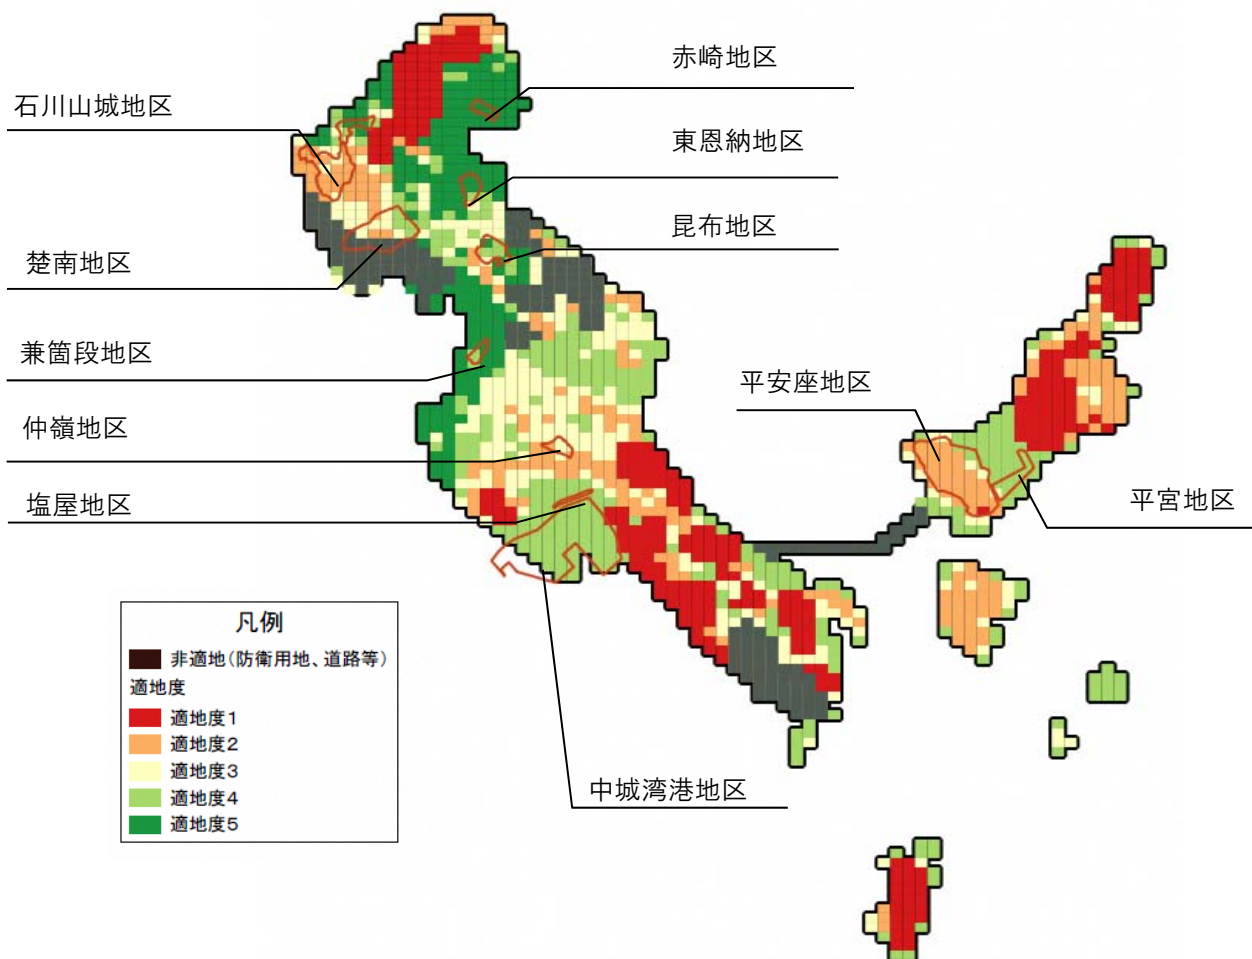 赤崎地区
石川山城地区
東恩納地区
昆布地区
楚南地区
兼箇段地区
平安座地区
仲嶺地区
塩屋地区
平宮地区
凡例
非適地(防衛用地、道路等)
適地度
適地度1
適地度2
適地度3
適地度4
適地度5
中城湾港地区